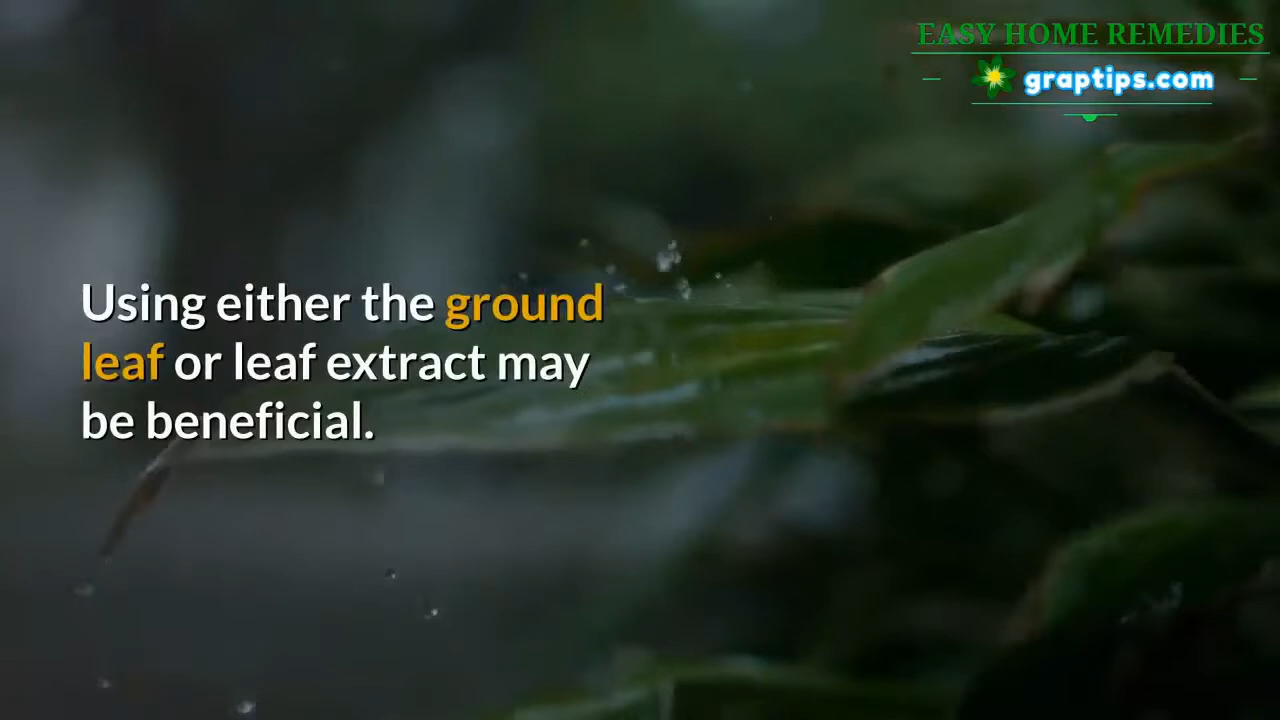 EASY HOME REMEDIES
graptips.com
Using either the ground
leaf or leaf extract may
be beneficial.